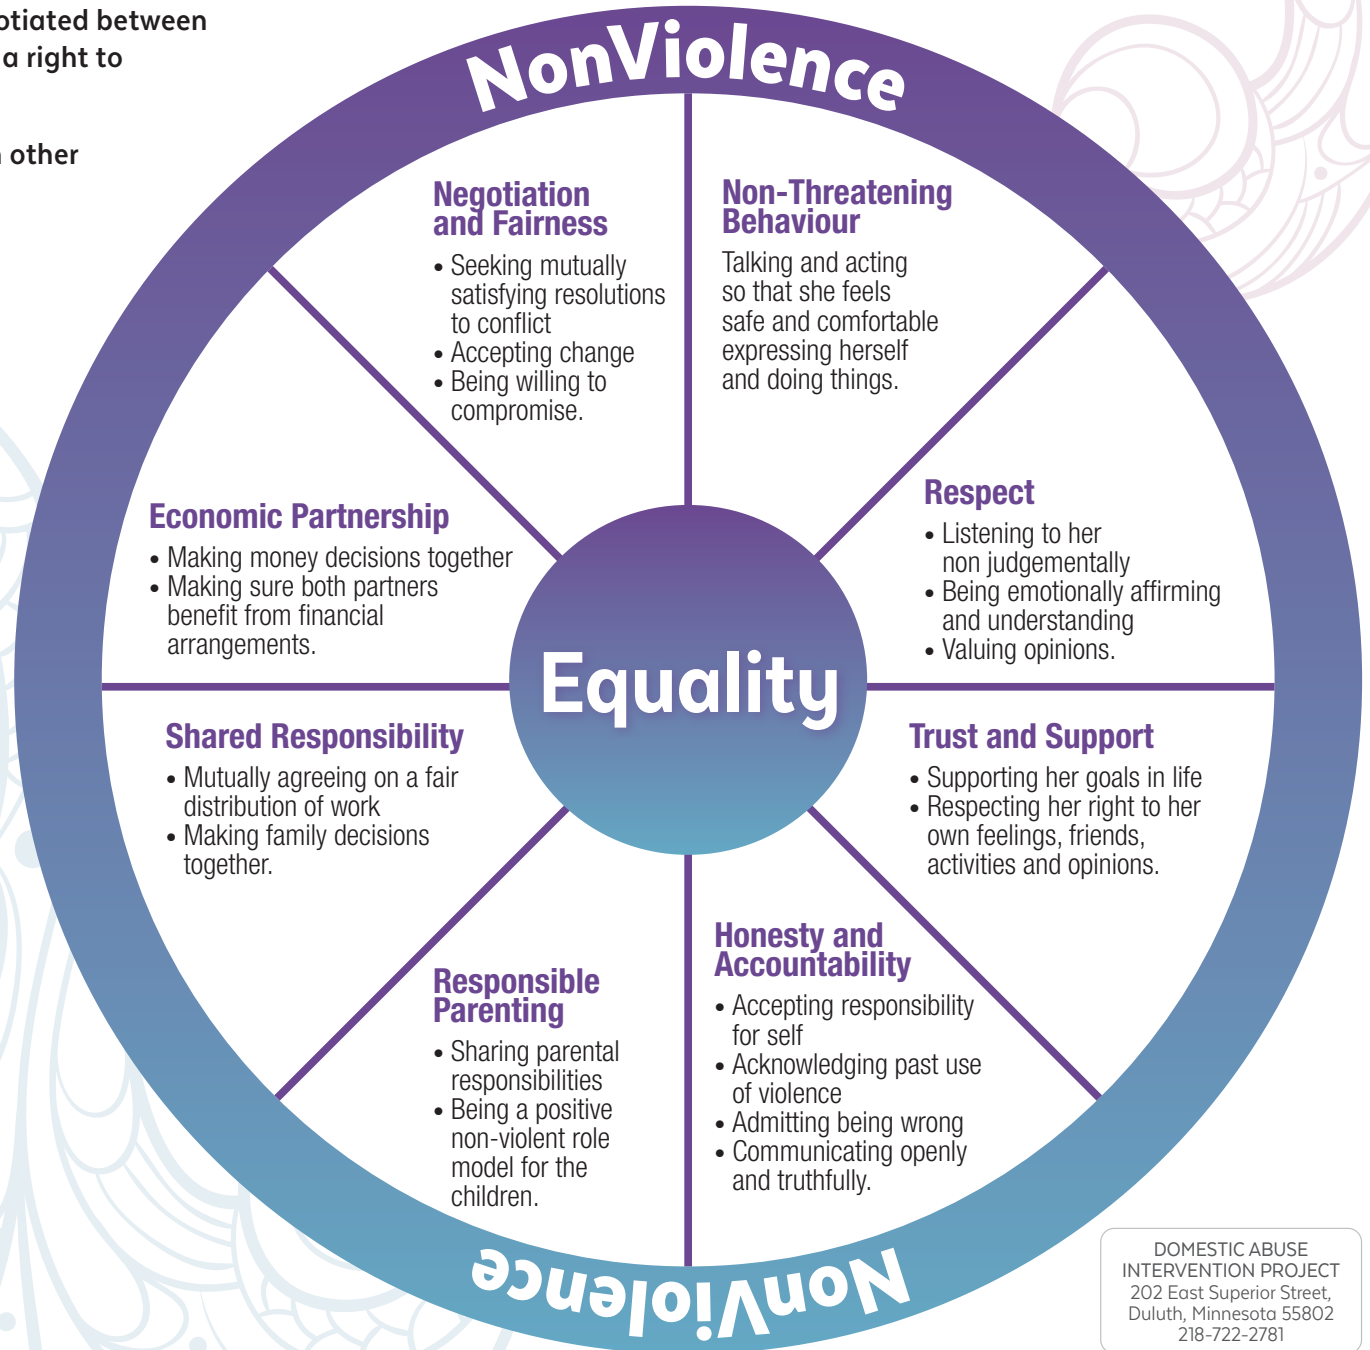 otiated between
a right to
other
NonViolence
Negotiation
and Fairness
• Seeking mutually
satisfying resolutions
to conflict
• Accepting change
• Being willing to
compromise.
Non-Threatening
Behaviour
Talking and acting
so that she feels
safe and comfortable
expressing herself
and doing things.
Respect
• Listening to her
non judgementally
• Being emotionally affirming
and understanding
• Valuing opinions.
Economic Partnership
• Making money decisions together
• Making sure both partners
benefit from financial
arrangements.
Equality
Shared Responsibility
• Mutually agreeing on a fair
distribution of work
• Making family decisions
together.
Trust and Support
• Supporting her goals in life
• Respecting her right to her
own feelings, friends,
activities and opinions.
Responsible
Parenting
• Sharing parental
responsibilities
• Being a positive
non-violent role
model for the
children.
Honesty and
Accountability
• Accepting responsibility
for self
• Acknowledging past use
of violence
• Admitting being wrong
• Communicating openly
and truthfully.
NonViolence
DOMESTIC ABUSE
INTERVENTION PROJECT
202 East Superior Street,
Duluth, Minnesota 55802
218-722-2781